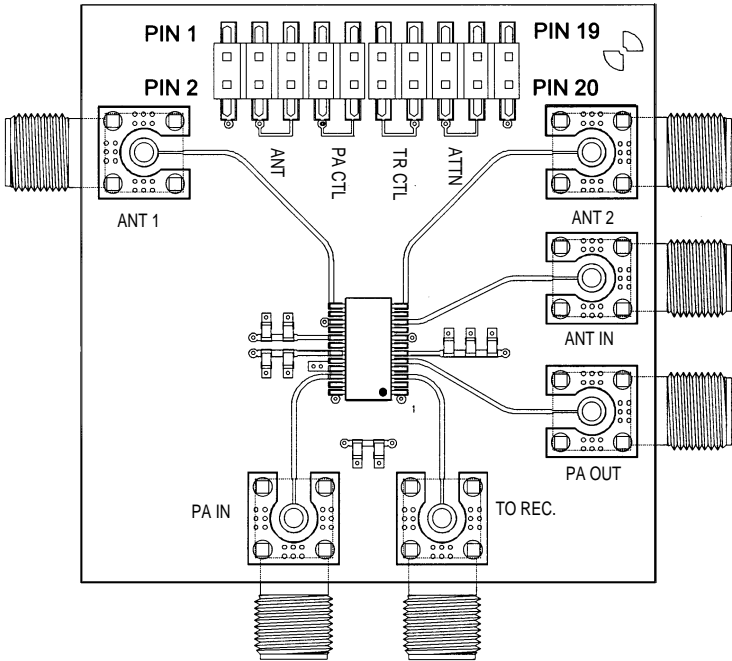 PIN 1
PIN 19
PIN 2
PIN 20
ANT
PA CTL
TR CTL
ATTN
ANT 1
ANT 2
ANT IN
1
PA OUT
PA IN
TO REC.